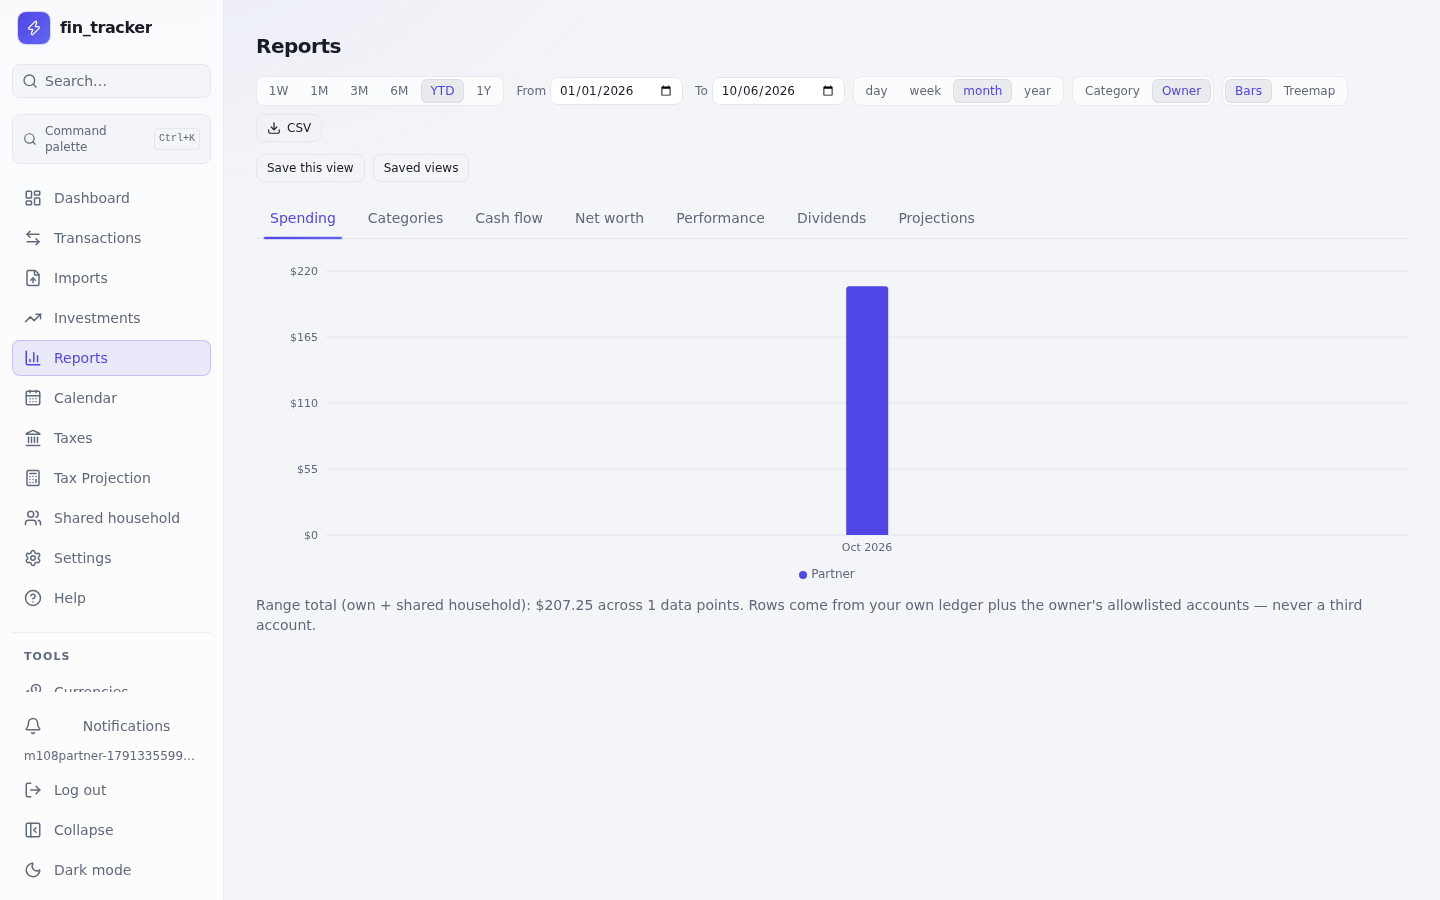 fin_tracker
Search...
Command
palette
Ctrl+K
Dashboard
Transactions
Imports
Investments
Reports
Calendar
Taxes
Tax Projection
Shared household
Settings
Help
TOOLS
Currencies
Notifications
m108partner-1791335599...
Log out
Collapse
Dark mode
Reports
1W 1M 3M 6M YTD 1Y From 01/01/2026 To 10/06/2026 day week month year Category Owner Bars Treemap
CSV
Save this view Saved views
Spending Categories Cash flow Net worth Performance Dividends Projections
$220
$165
$110
$55
$0
Oct 2026
Partner
Range total (own + shared household): $207.25 across 1 data points. Rows come from your own ledger plus the owner's allowlisted accounts — never a third
account.